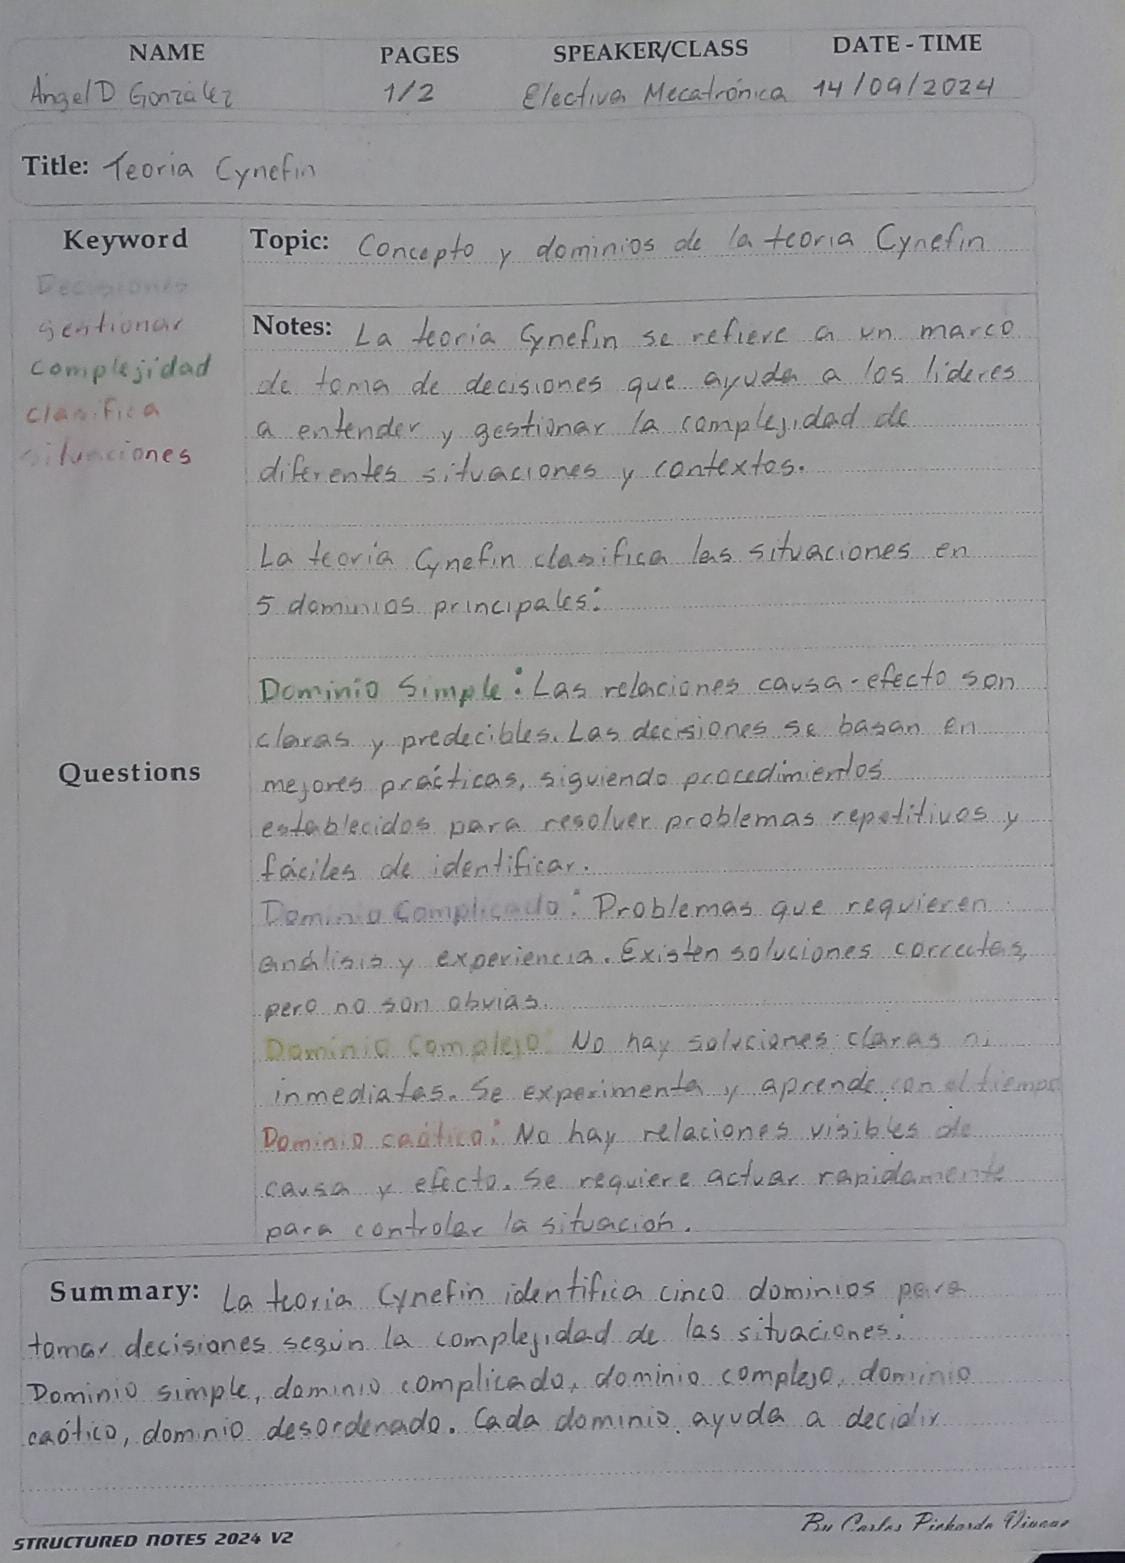 NAME PAGES SPEAKER/CLASS DATE - TIME
Ángel D González 1/2 Electiva Mecatrónica 14/09/2024
Title: Teoria Cynefin
Keyword
Decisiones
gestionar
complejidad
clasifica
situaciones
Questions
Topic: Concepto y dominios de la teoria Cynefin
Notes: La teoría Cynefin se refiere a un marco
de toma de decisiones que ayuda a los líderes
a entender y gestionar la complejidad de
diferentes situaciones y contextos.
La teoría Cynefin clasifica las situaciones en
5 dominios principales:
Dominio Simple: Las relaciones causa-efecto son
claras y predecibles. Las decisiones se basan en
mejores prácticas, siguiendo procedimientos
establecidos para resolver problemas repetitivos y
fáciles de identificar.
Dominio Complicado: Problemas que requieren
análisis y experiencia. Existen soluciones correctas,
pero no son obvias.
Dominio Complejo: No hay soluciones claras ni
inmediatas. Se experimenta y aprende con el tiempo
Dominio caótico: No hay relaciones visibles de
causa y efecto. Se requiere actuar rapidamente
para controlar la situación.
Summary: La teoria Cynefin identifica cinco dominios para
tomar decisiones según la complejidad de las situaciones:
Dominio simple, dominio complicado, dominio complejo, dominio
caótico, dominio desordenado. Cada dominio ayuda a decidir
STRUCTURED NOTES 2024 V2
By Carlos Pichardo Viuque